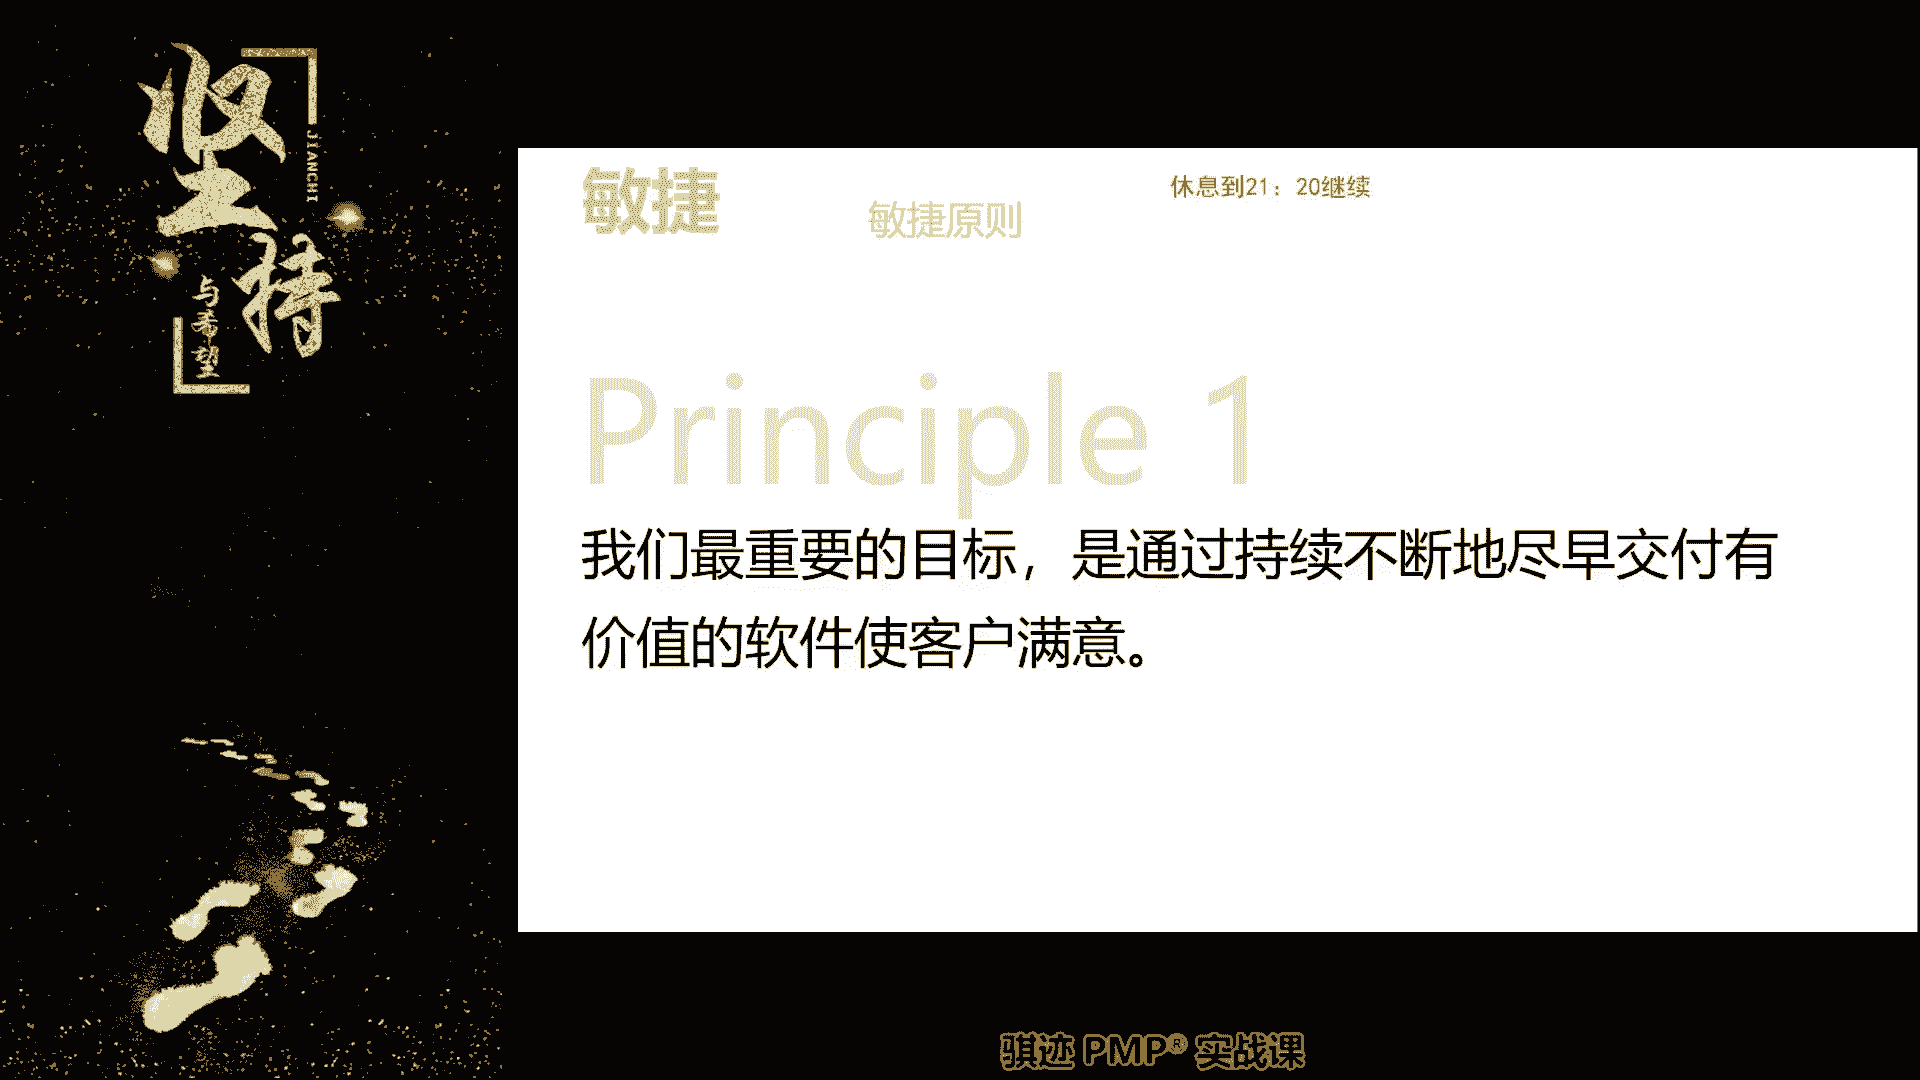 坚持
JIANCHI
与希望
敏捷
敏捷原则
休息到21：20继续
Principle 1
我们最重要的目标，是通过持续不断地尽早交付有
价值的软件使客户满意。
骐迹 PMP® 实战课